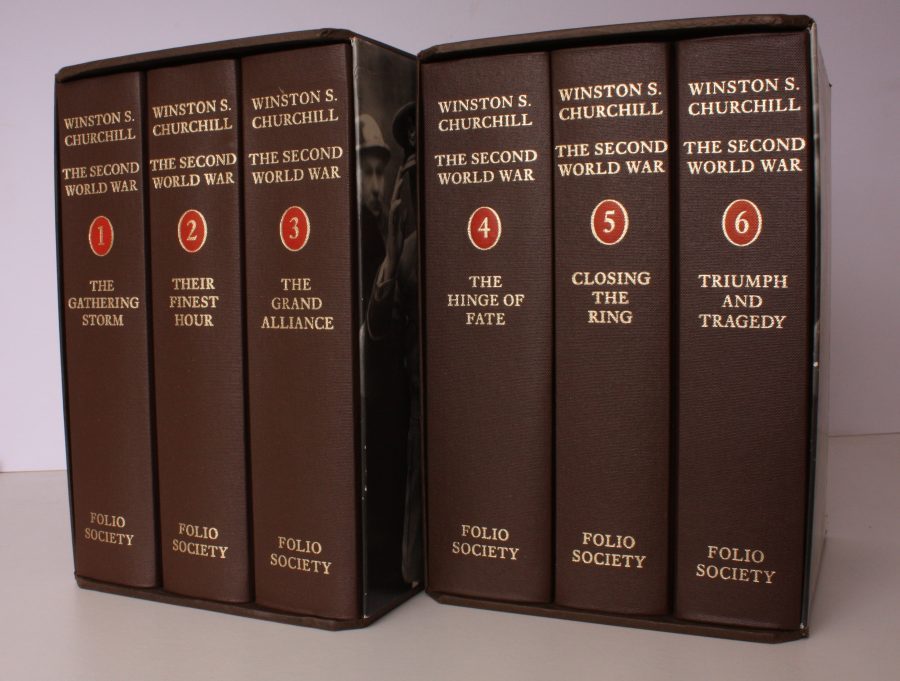 WINSTON S.
CHURCHILL
THE SECOND
WORLD WAR
1
THE
GATHERING
STORM
FOLIO
SOCIETY
WINSTON S.
CHURCHILL
THE SECOND
WORLD WAR
2
THEIR
FINEST
HOUR
FOLIO
SOCIETY
WINSTON S.
CHURCHILL
THE SECOND
WORLD WAR
3
THE
GRAND
ALLIANCE
FOLIO
SOCIETY
WINSTON S.
CHURCHILL
THE SECOND
WORLD WAR
4
THE
HINGE OF
FATE
FOLIO
SOCIETY
WINSTON S.
CHURCHILL
THE SECOND
WORLD WAR
5
CLOSING
THE
RING
FOLIO
SOCIETY
WINSTON S.
CHURCHILL
THE SECOND
WORLD WAR
6
TRIUMPH
AND
TRAGEDY
FOLIO
SOCIETY